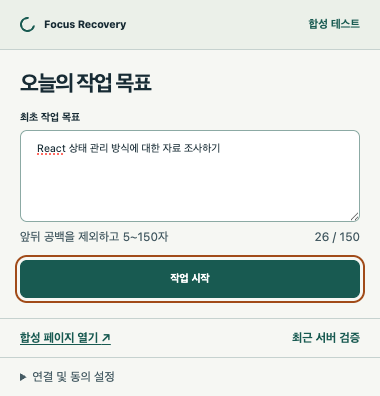 Focus Recovery
합성 테스트
오늘의 작업 목표
최초 작업 목표
React 상태 관리 방식에 대한 자료 조사하기
앞뒤 공백을 제외하고 5~150자
26 / 150
작업 시작
합성 페이지 열기 ↗
최근 서버 검증
▶ 연결 및 동의 설정